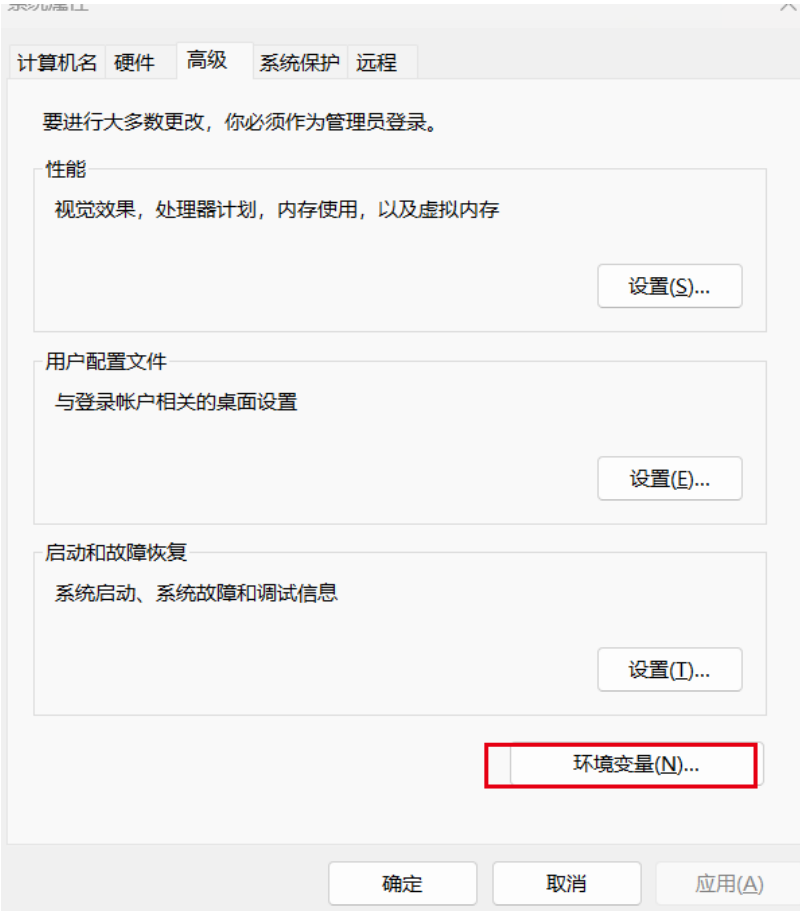 系统属性
计算机名 硬件 高级 系统保护 远程
要进行大多数更改，你必须作为管理员登录。
性能
视觉效果，处理器计划，内存使用，以及虚拟内存
设置(S)...
用户配置文件
与登录帐户相关的桌面设置
设置(E)...
启动和故障恢复
系统启动、系统故障和调试信息
设置(T)...
环境变量(N)...
确定 取消 应用(A)